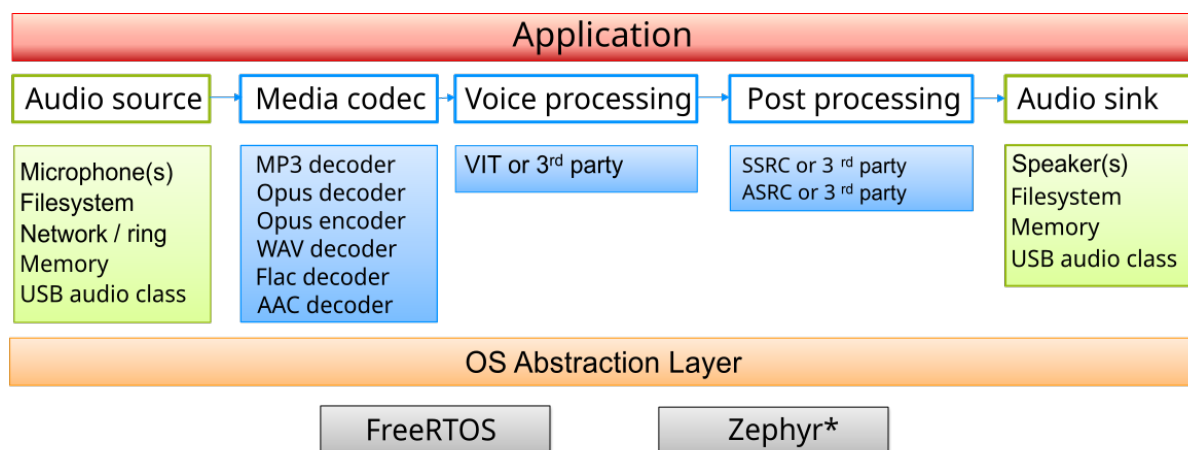 Application
Audio source
Media codec
Voice processing
Post processing
Audio sink
Microphone(s)
Filesystem
Network / ring
Memory
USB audio class
MP3 decoder
Opus decoder
Opus encoder
WAV decoder
Flac decoder
AAC decoder
VIT or 3rd party
SSRC or 3 rd party
ASRC or 3 rd party
Speaker(s)
Filesystem
Memory
USB audio class
OS Abstraction Layer
FreeRTOS
Zephyr*